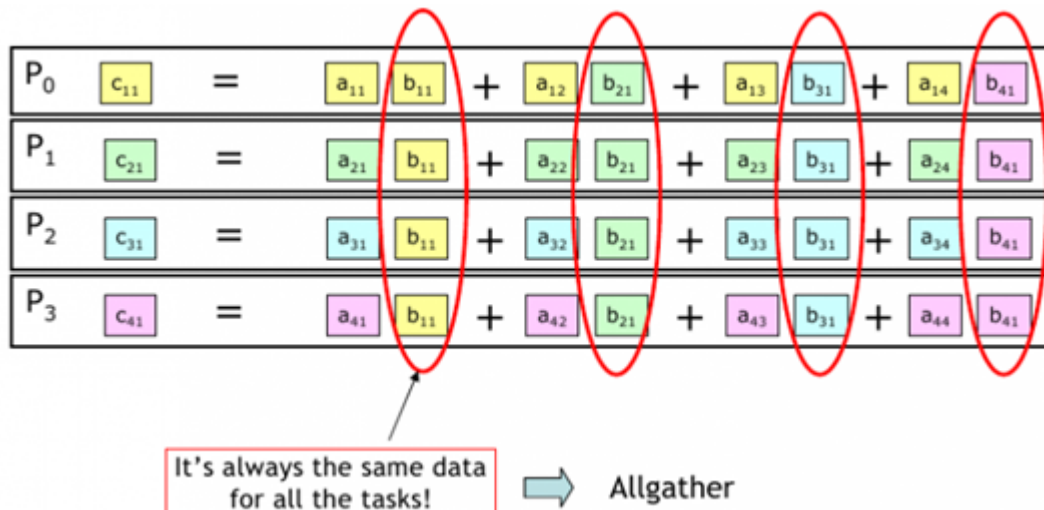 P₀ c₁₁ = a₁₁ b₁₁ + a₁₂ b₂₁ + a₁₃ b₃₁ + a₁₄ b₄₁
P₁ c₂₁ = a₂₁ b₁₁ + a₂₂ b₂₁ + a₂₃ b₃₁ + a₂₄ b₄₁
P₂ c₃₁ = a₃₁ b₁₁ + a₃₂ b₂₁ + a₃₃ b₃₁ + a₃₄ b₄₁
P₃ c₄₁ = a₄₁ b₁₁ + a₄₂ b₂₁ + a₄₃ b₃₁ + a₄₄ b₄₁
It's always the same data
for all the tasks!
Allgather